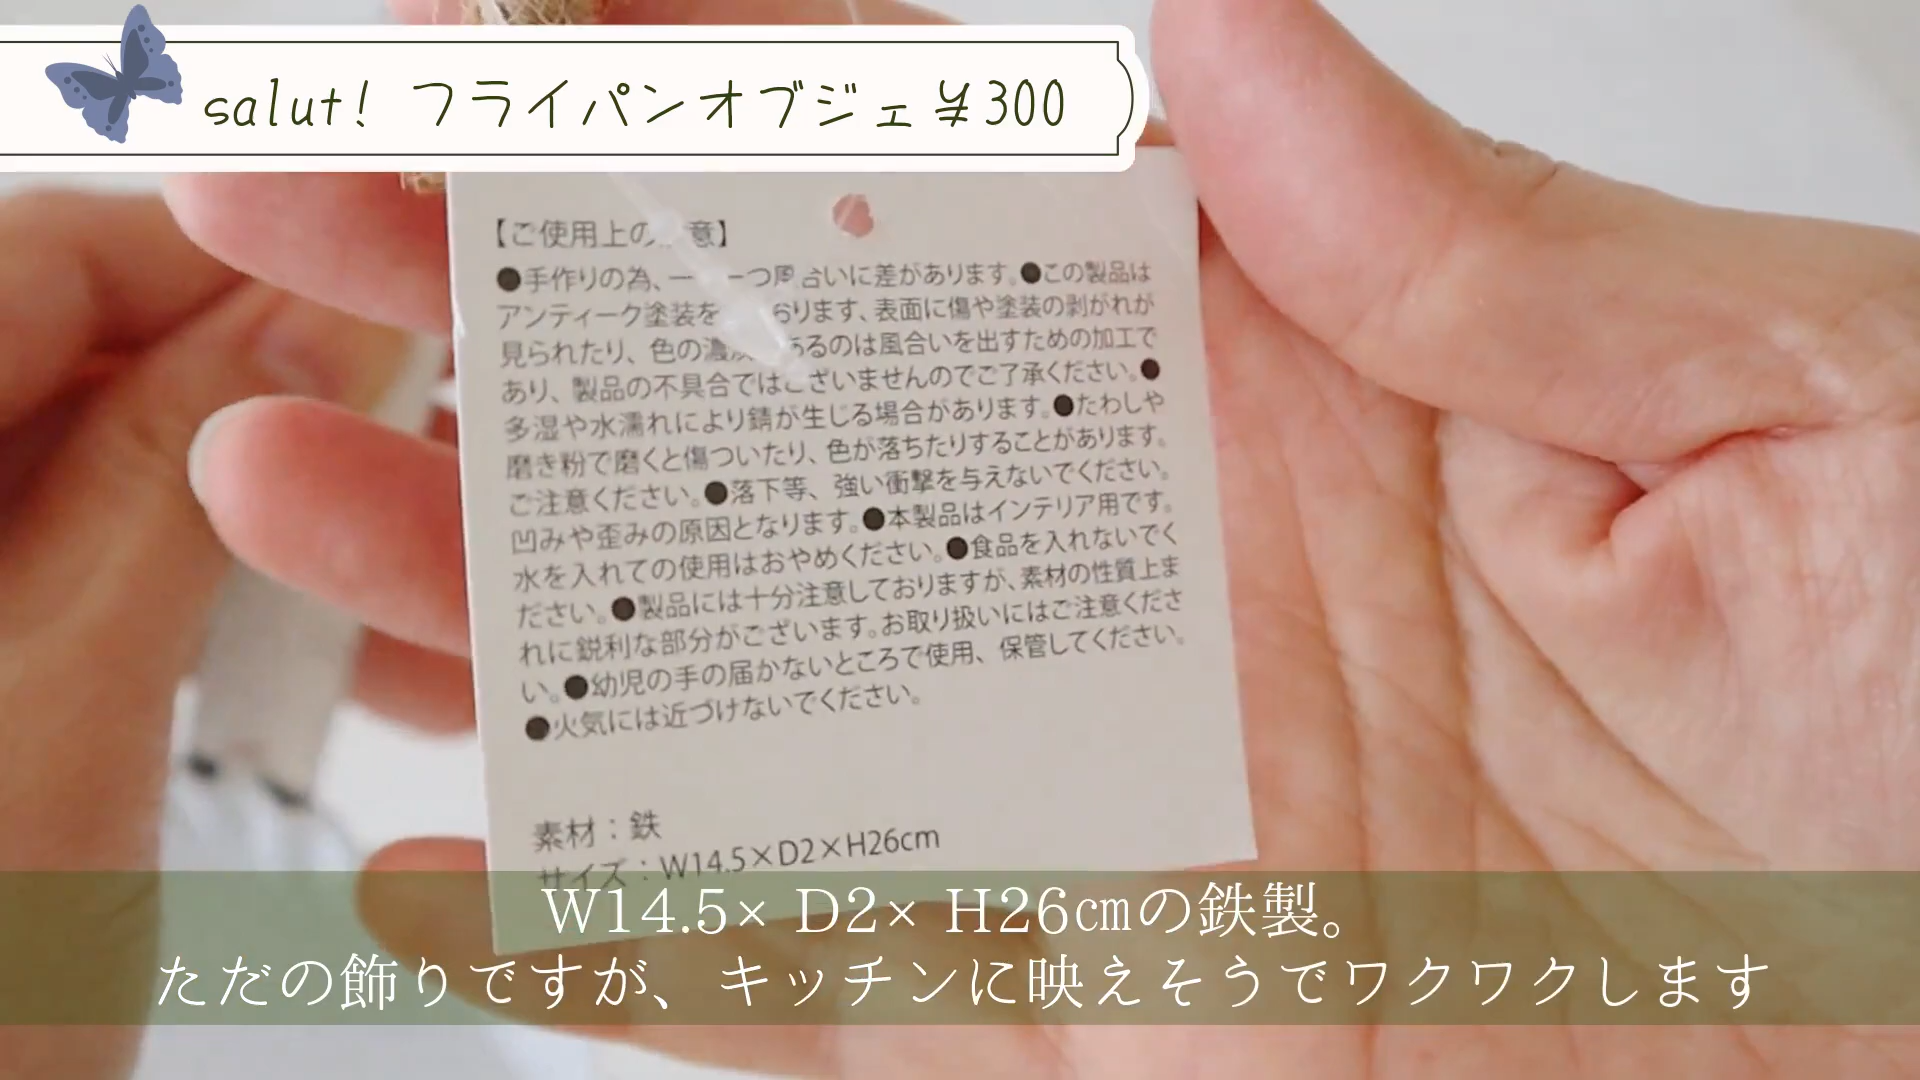 salut! フライパンオブジェ¥300
【ご使用上の 意】
●手作りの為、一 一つ風合いに差があります。●この製品は
アンティーク塗装を おります、表面に傷や塗装の剥がれが
見られたり、色の濃 あるのは風合いを出すための加工で
あり、製品の不具合ではございませんのでご了承ください。●
多湿や水濡れにより錆が生じる場合があります。●たわしや
磨き粉で磨くと傷ついたり、色が落ちたりすることがあります。
ご注意ください。●落下等、強い衝撃を与えないでください。
凹みや歪みの原因となります。●本製品はインテリア用です。
水を入れての使用はおやめください。●食品を入れないでく
ださい。●製品には十分注意しておりますが、素材の性質上ま
れに鋭利な部分がございます。お取り扱いにはご注意くださ
い。●幼児の手の届かないところで使用、保管してください。
●火気には近づけないでください。
素材：鉄
サイズ：W14.5×D2×H26cm
W14.5× D2× H26㎝の鉄製。
ただの飾りですが、キッチンに映えそうでワクワクします